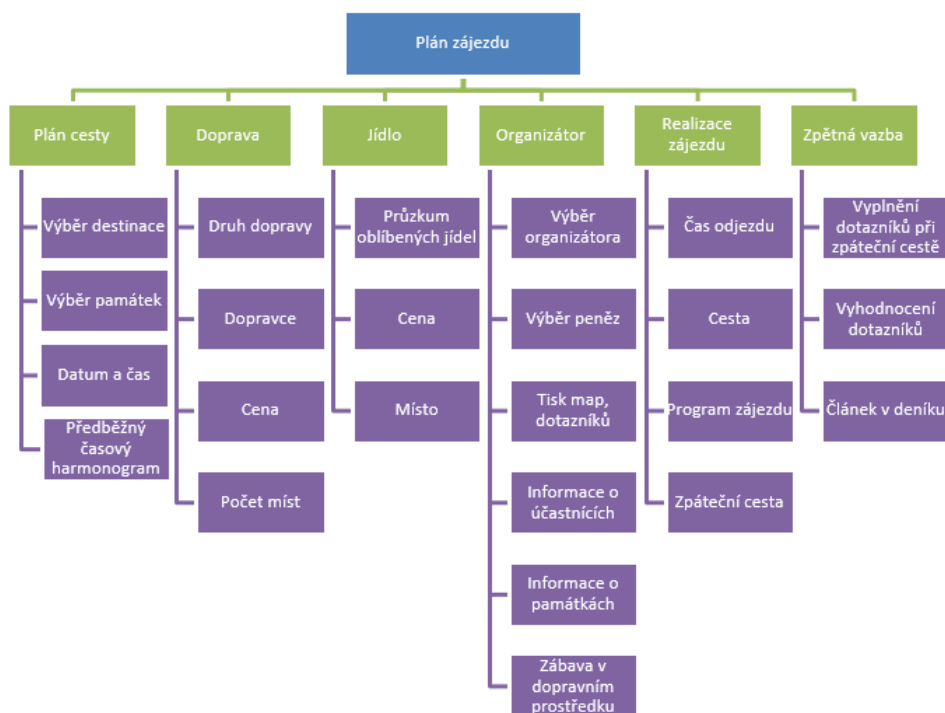 Plán zájezdu
Plán cesty
Doprava
Jídlo
Organizátor
Realizace
zájezdu
Zpětná vazba
Výběr destinace
Výběr památek
Datum a čas
Předběžný
časový
harmonogram
Druh dopravy
Dopravce
Cena
Počet míst
Průzkum
oblíbených jídel
Cena
Místo
Výběr
organizátora
Výběr peněz
Tisk map,
dotazníků
Informace o
účastnících
Informace o
památkách
Zábava v
dopravním
prostředku
Čas odjezdu
Cesta
Program zájezdu
Zpáteční cesta
Vyplnění
dotazníků při
zpáteční cestě
Vyhodnocení
dotazníků
Článek v deníku